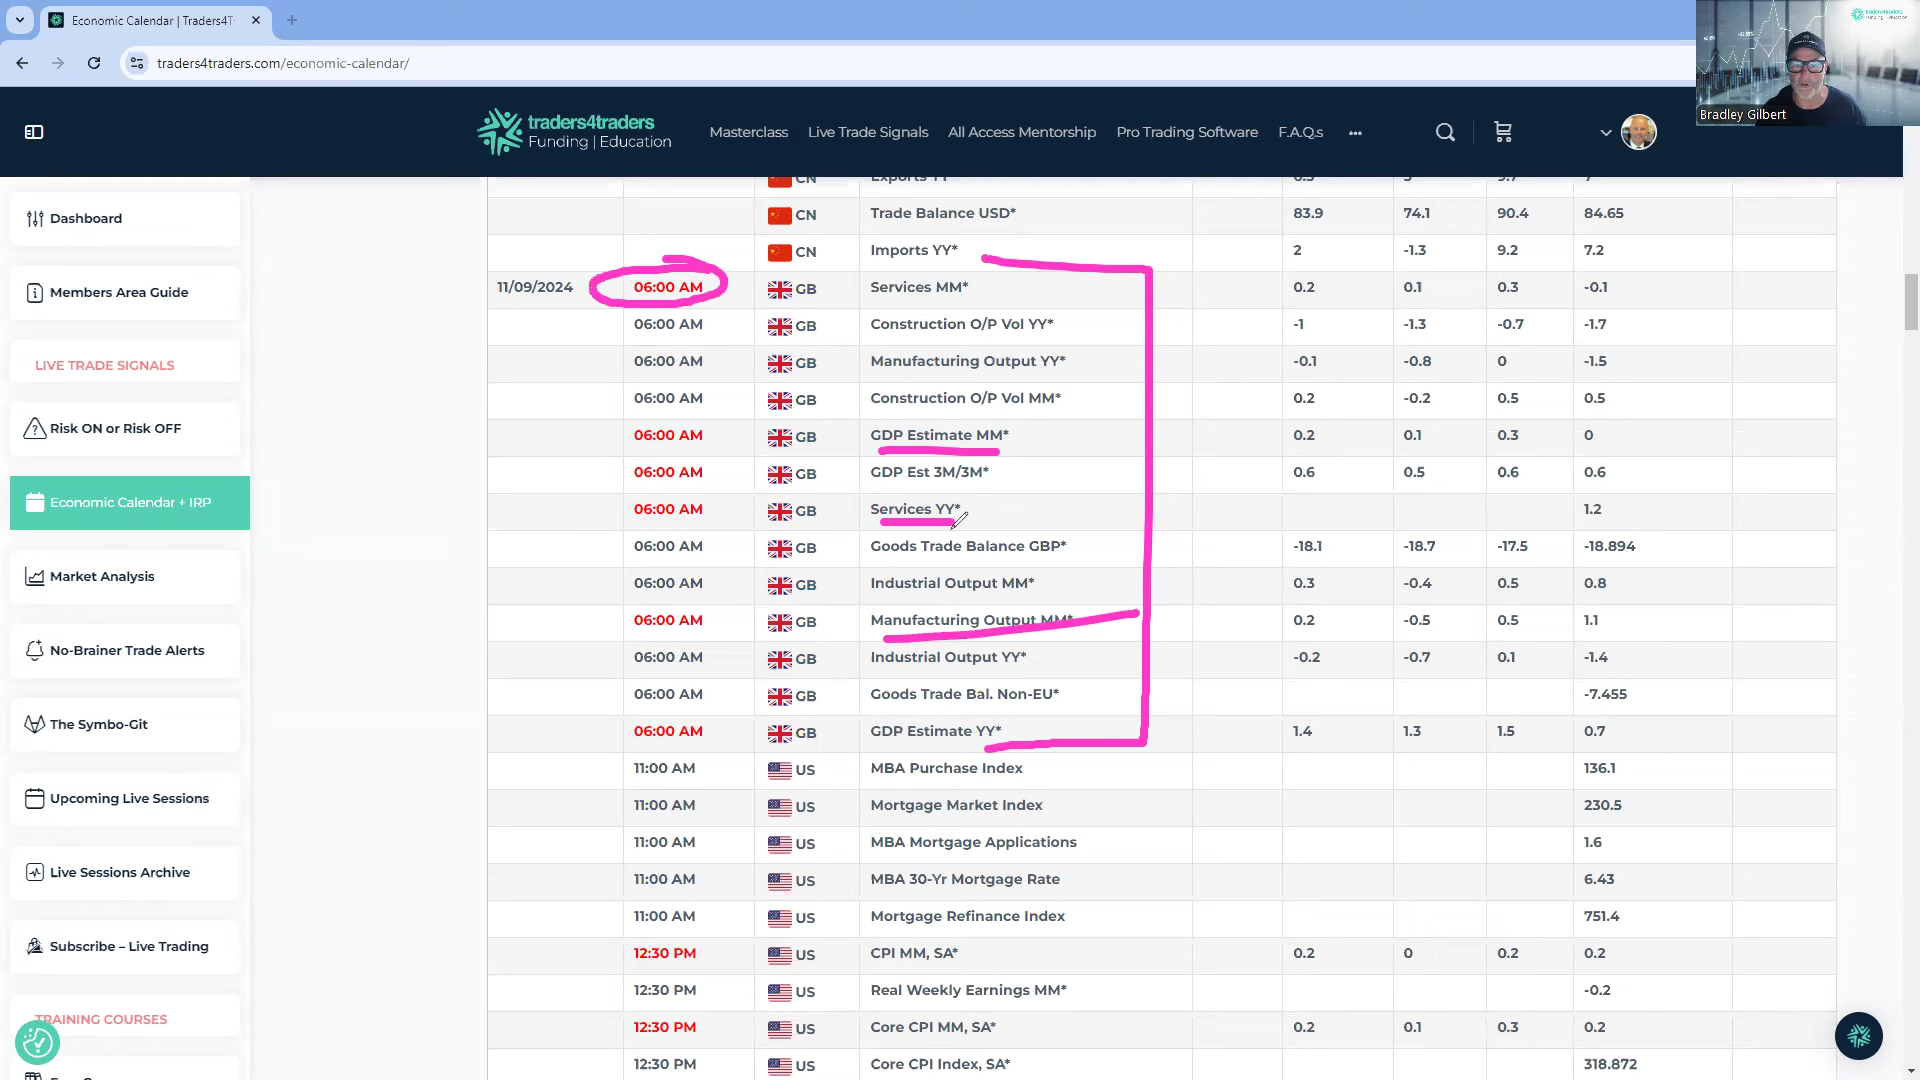 Economic Calendar | Traders4T
traders4traders.com/economic-calendar/
traders4traders
Funding | Education
Bradley Gilbert
traders4traders
Funding | Education
Masterclass Live Trade Signals All Access Mentorship Pro Trading Software F.A.Qs
Dashboard
Members Area Guide
LIVE TRADE SIGNALS
Risk ON or Risk OFF
Economic Calendar + IRP
Market Analysis
No-Brainer Trade Alerts
The Symbo-Git
Upcoming Live Sessions
Live Sessions Archive
Subscribe – Live Trading
TRAINING COURSES
CN Exports YY*
CN Trade Balance USD* 83.9 74.1 90.4 84.65
CN Imports YY* 2 -1.3 9.2 7.2
11/09/2024 06:00 AM GB Services MM* 0.2 0.1 0.3 -0.1
06:00 AM GB Construction O/P Vol YY* -1 -1.3 -0.7 -1.7
06:00 AM GB Manufacturing Output YY* -0.1 -0.8 0 -1.5
06:00 AM GB Construction O/P Vol MM* 0.2 -0.2 0.5 0.5
06:00 AM GB GDP Estimate MM* 0.2 0.1 0.3 0
06:00 AM GB GDP Est 3M/3M* 0.6 0.5 0.6 0.6
06:00 AM GB Services YY* 1.2
06:00 AM GB Goods Trade Balance GBP* -18.1 -18.7 -17.5 -18.894
06:00 AM GB Industrial Output MM* 0.3 -0.4 0.5 0.8
06:00 AM GB Manufacturing Output MM* 0.2 -0.5 0.5 1.1
06:00 AM GB Industrial Output YY* -0.2 -0.7 0.1 -1.4
06:00 AM GB Goods Trade Bal. Non-EU* -7.455
06:00 AM GB GDP Estimate YY* 1.4 1.3 1.5 0.7
11:00 AM US MBA Purchase Index 136.1
11:00 AM US Mortgage Market Index 230.5
11:00 AM US MBA Mortgage Applications 1.6
11:00 AM US MBA 30-Yr Mortgage Rate 6.43
11:00 AM US Mortgage Refinance Index 751.4
12:30 PM US CPI MM, SA* 0.2 0 0.2 0.2
12:30 PM US Real Weekly Earnings MM* -0.2
12:30 PM US Core CPI MM, SA* 0.2 0.1 0.3 0.2
12:30 PM US Core CPI Index, SA* 318.872